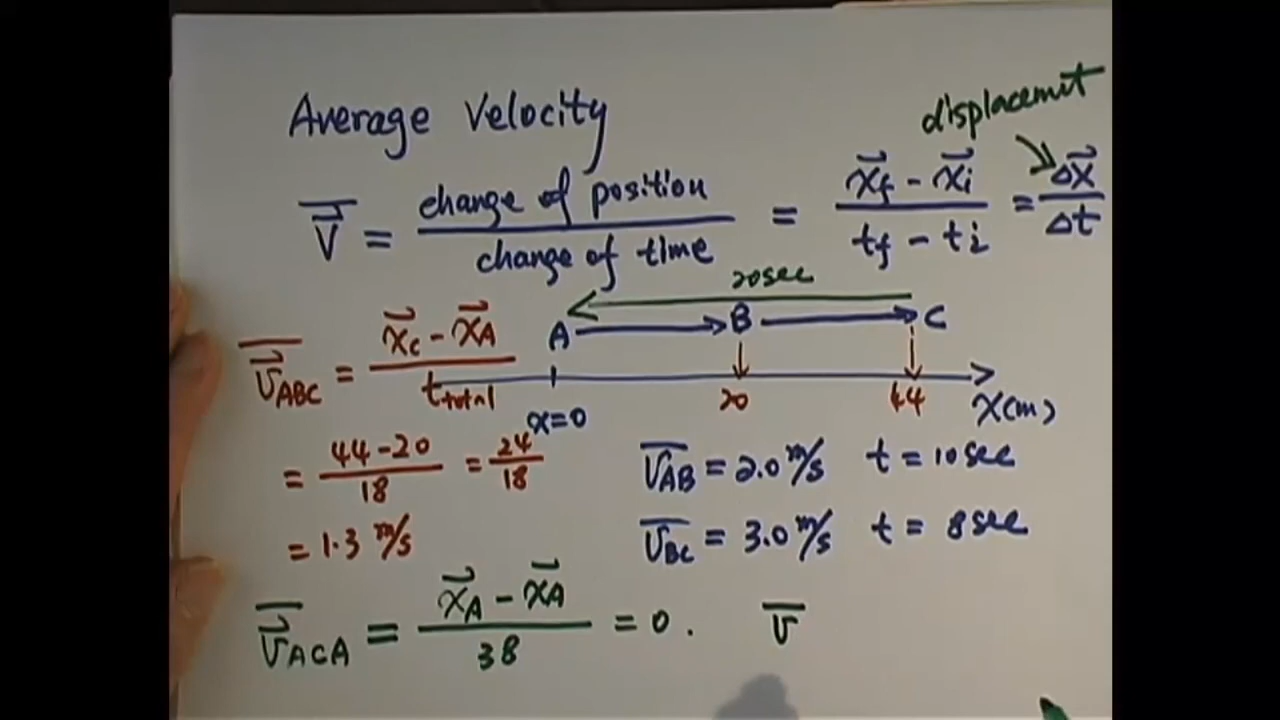 Average Velocity
displacemnt
V̄⃗ = change of position / change of time = (x⃗f - x⃗i) / (tf - ti) = Δx⃗ / Δt
20sec
A B C
v̄⃗ABC = (x⃗c - x⃗A) / ttotal
20 44
x=0 X(m)
= 44-20 / 18 = 24 / 18
V̄AB = 2.0 m/s t = 10sec
= 1.3 m/s
V̄BC = 3.0 m/s t = 8sec
v̄⃗ACA = (x⃗A - x⃗A) / 38 = 0. v̄